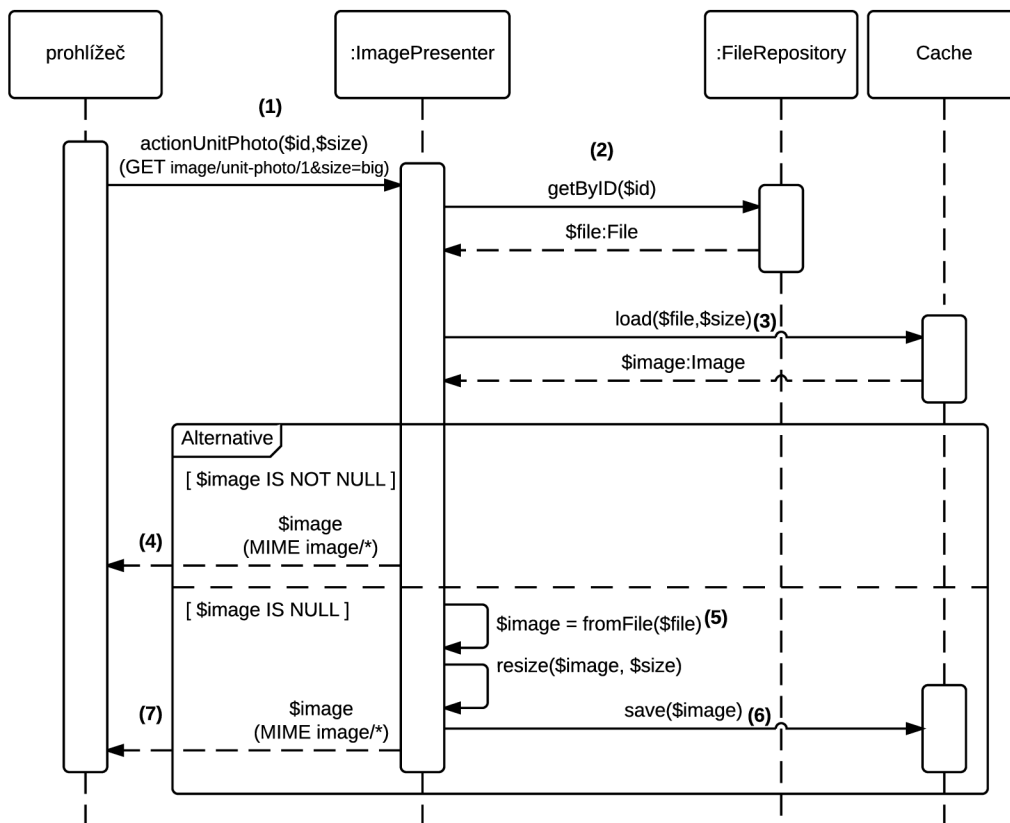 prohlížeč
:ImagePresenter
:FileRepository
Cache
(1)
actionUnitPhoto($id,$size)
(GET image/unit-photo/1&size=big)
(2)
getByID($id)
$file:File
load($file,$size) (3)
$image:Image
Alternative
[ $image IS NOT NULL ]
$image
(MIME image/*)
(4)
[ $image IS NULL ]
$image = fromFile($file) (5)
resize($image, $size)
save($image) (6)
$image
(MIME image/*)
(7)